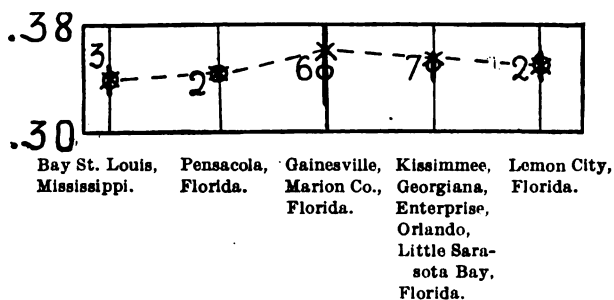 .38
3 2 6 7 2
.30
Bay St. Louis, Mississippi.
Pensacola, Florida.
Gainesville, Marion Co., Florida.
Kissimmee, Georgiana, Enterprise, Orlando, Little Sara-
sota Bay, Florida.
Lemon City, Florida.